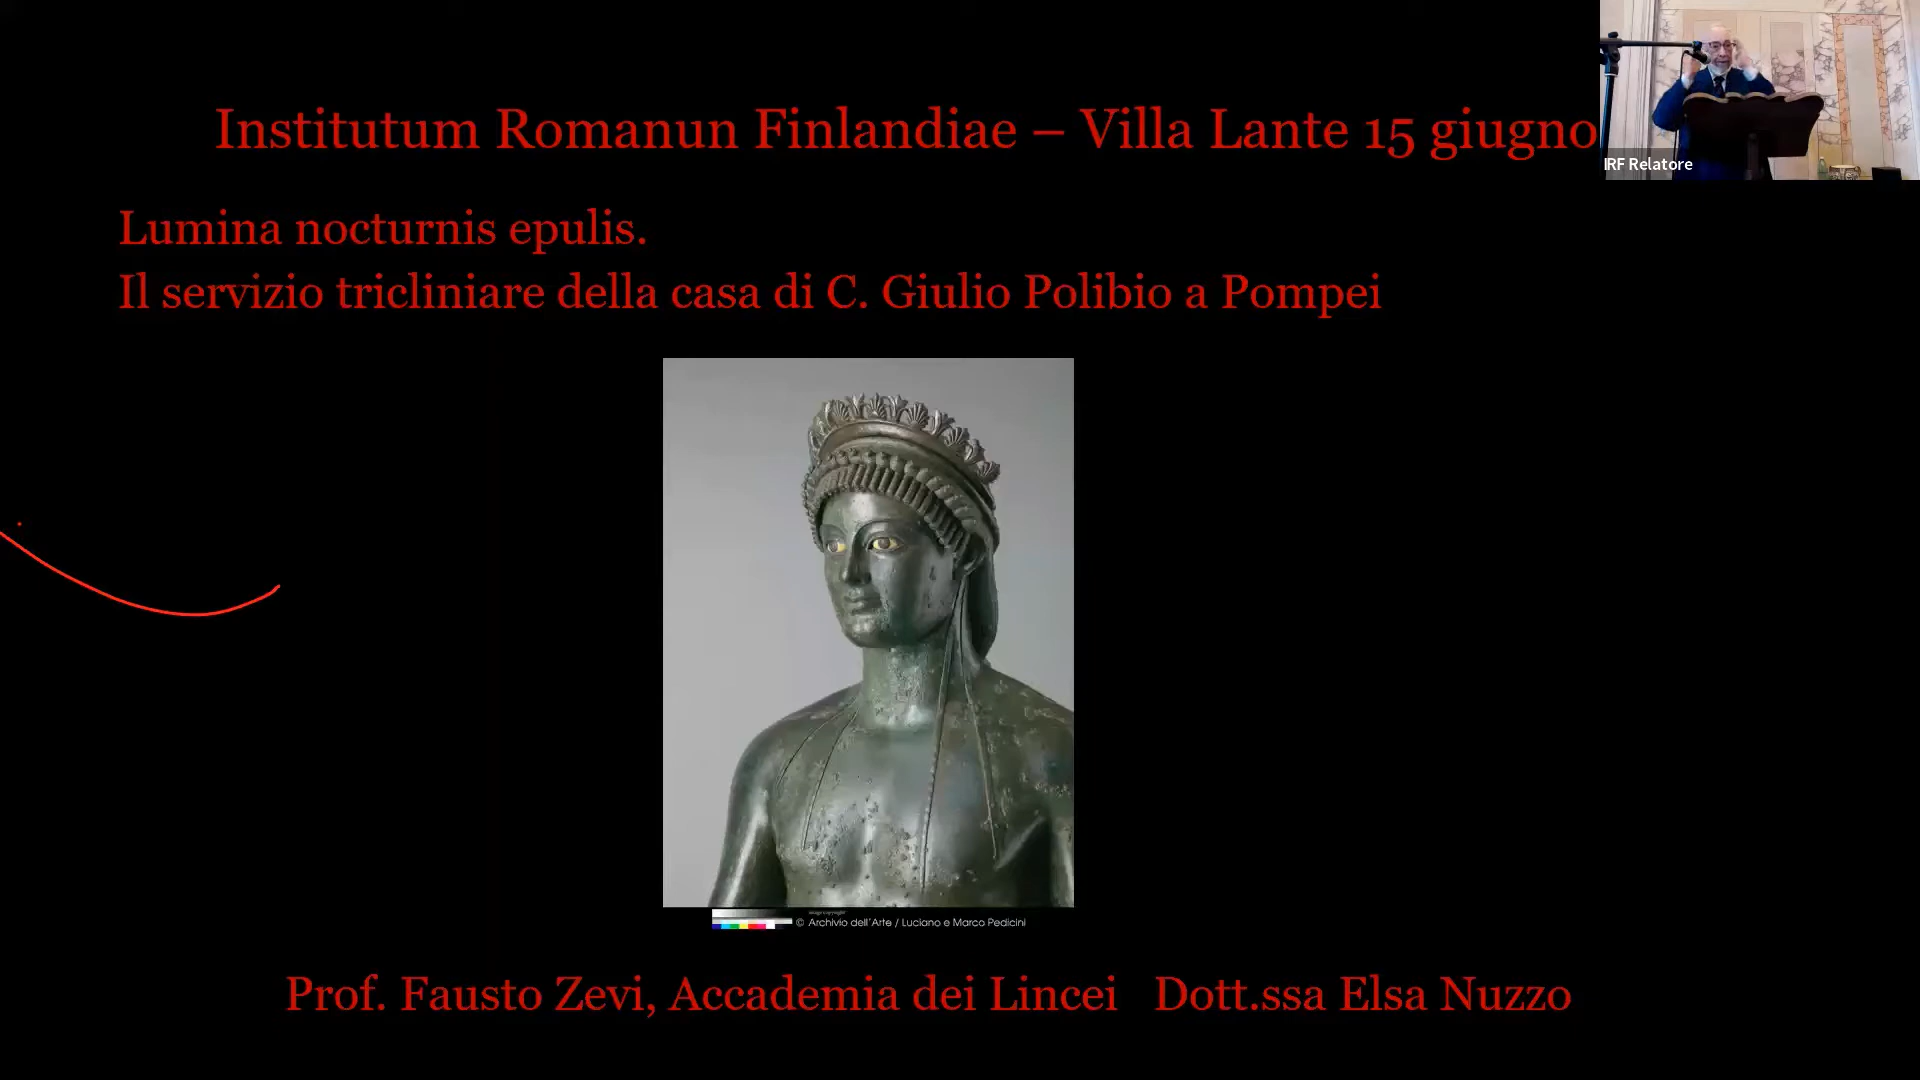 Institutum Romanun Finlandiae – Villa Lante 15 giugno
IRF Relatore
Lumina nocturnis epulis.
Il servizio tricliniare della casa di C. Giulio Polibio a Pompei
© Archivio dell'Arte / Luciano e Marco Pedicini
Prof. Fausto Zevi, Accademia dei Lincei Dott.ssa Elsa Nuzzo